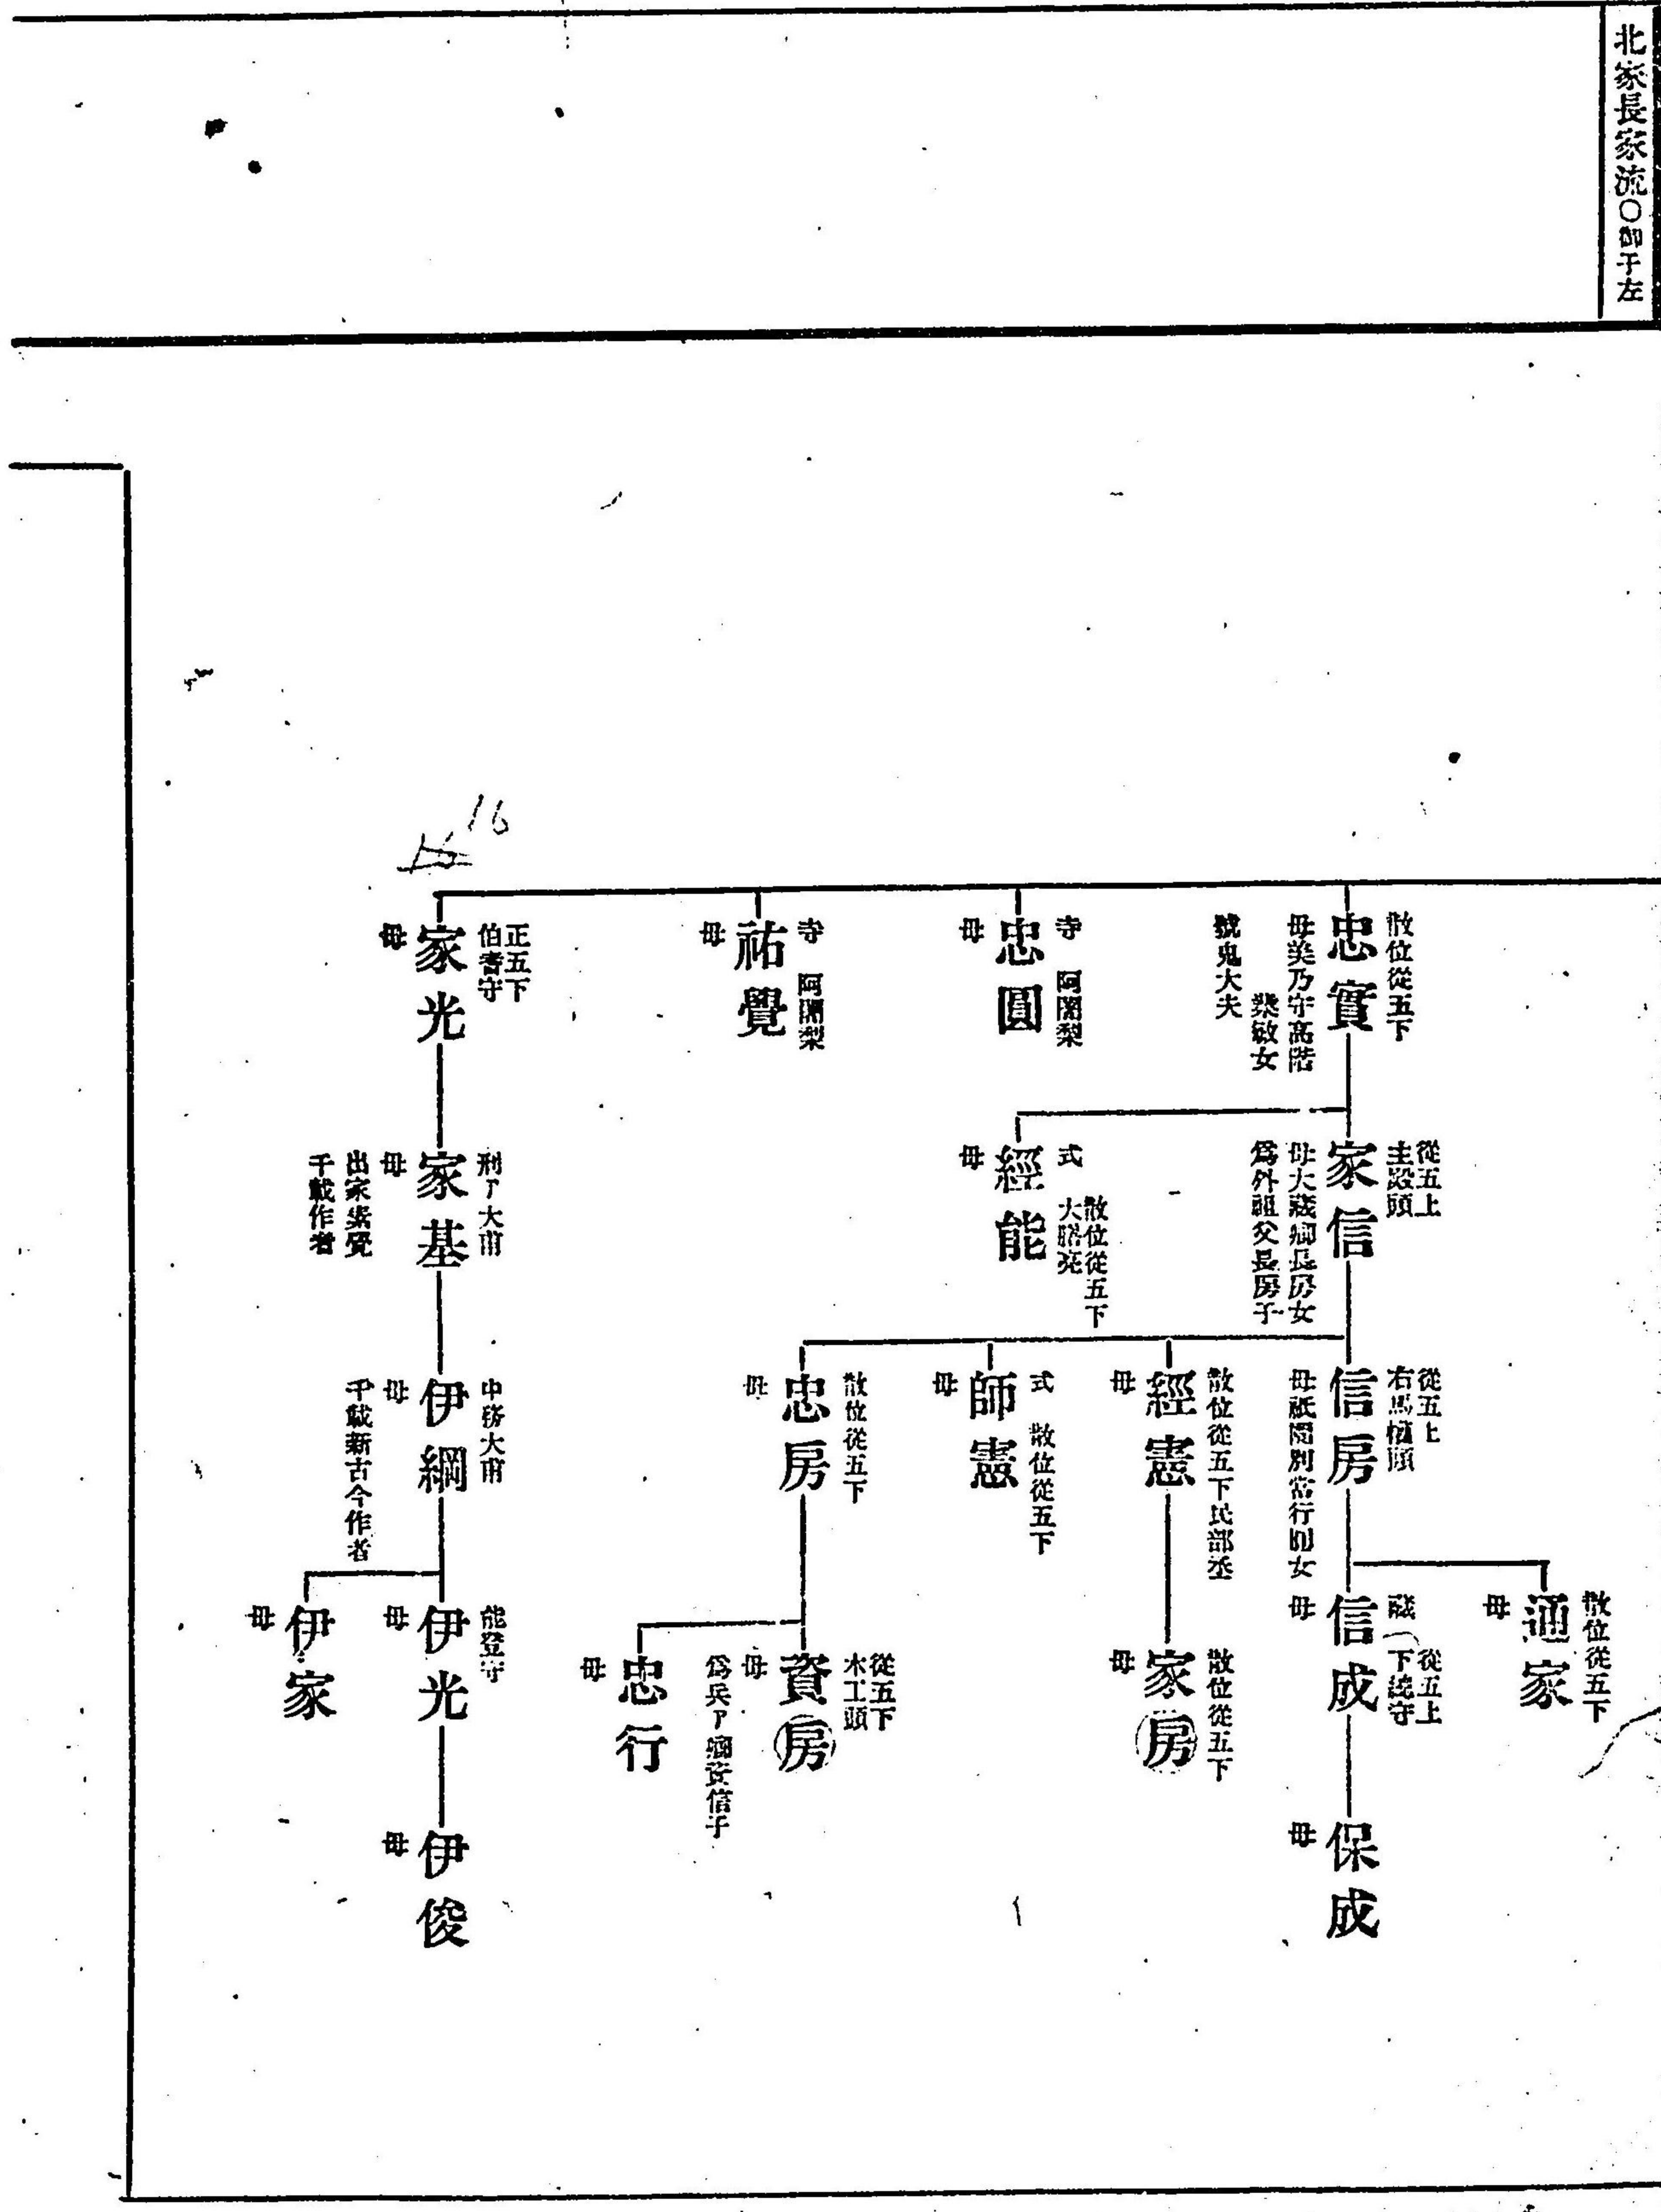 北家長家流〇御子左
散位從五下
忠實
母美乃守高階
業敏女
號鬼大夫
寺 阿闍梨
忠圓
母
寺 阿闍梨
祐覺
母
16
正五下
伯耆守
家光
母
從五上
主殿頭
家信
母大藏卿長房女
爲外祖父長房子
式 散位從五下
大膳亮
經能
母
刑ア大甫
家基
母
出家素覺
千載作者
從五上
右馬權頭
信房
母祇園別當行円女
散位從五下民部丞
經憲
母
式 散位從五下
師憲
母
散位從五下
忠房
母
中務大甫
伊綱
母
千載新古今作者
散位從五下
通家
母
藏 從五上
下總守
信成
母
散位從五下
家房
母
從五下
木工頭
資房
母
爲兵ア卿資信子
忠行
母
能登守
伊光
母
伊家
母
保成
母
伊俊
母